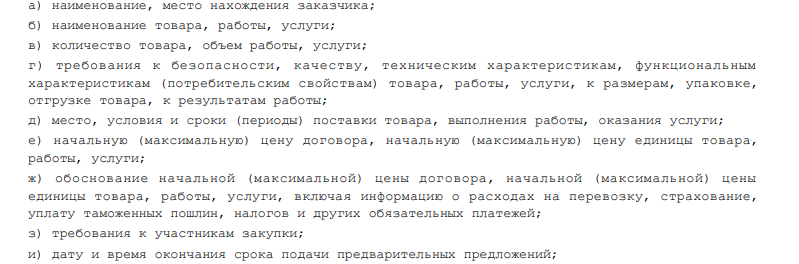 а) наименование, место нахождения заказчика;
б) наименование товара, работы, услуги;
в) количество товара, объем работы, услуги;
г) требования к безопасности, качеству, техническим характеристикам, функциональным
характеристикам (потребительским свойствам) товара, работы, услуги, к размерам, упаковке,
отгрузке товара, к результатам работы;
д) место, условия и сроки (периоды) поставки товара, выполнения работы, оказания услуги;
е) начальную (максимальную) цену договора, начальную (максимальную) цену единицы товара,
работы, услуги;
ж) обоснование начальной (максимальной) цены договора, начальной (максимальной) цены
единицы товара, работы, услуги, включая информацию о расходах на перевозку, страхование,
уплату таможенных пошлин, налогов и других обязательных платежей;
з) требования к участникам закупки;
и) дату и время окончания срока подачи предварительных предложений;